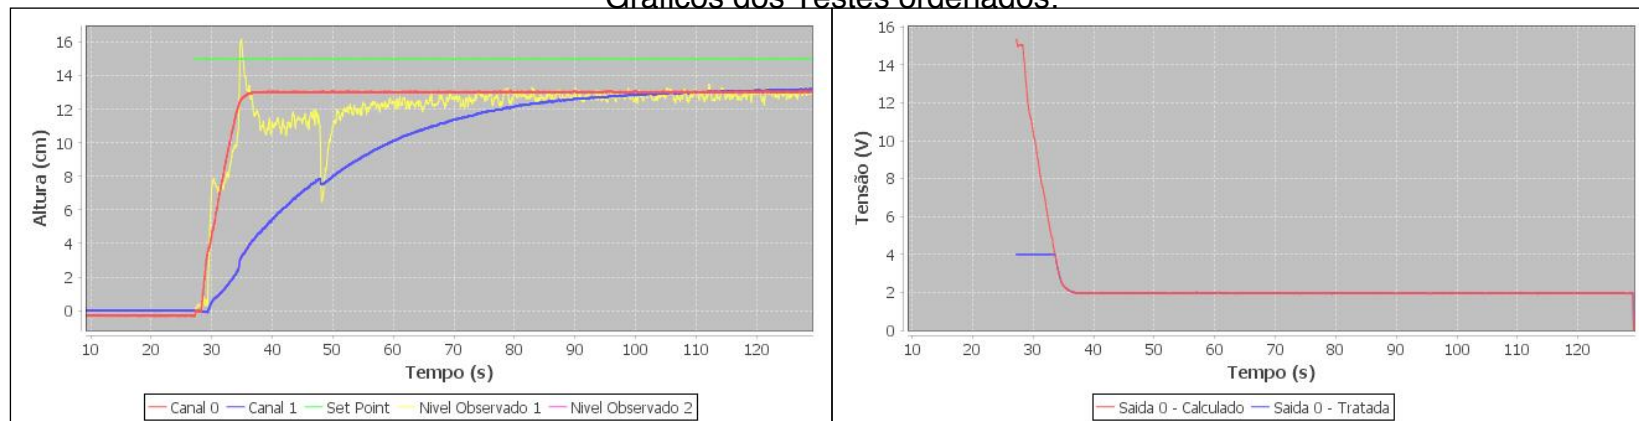 Gráficos dos Testes ordenados.
Altura (cm)
16
14
12
10
8
6
4
2
0
10 20 30 40 50 60 70 80 90 100 110 120
Tempo (s)
Canal 0 Canal 1 Set Point Nivel Observado 1 Nivel Observado 2
Tensão (V)
16
14
12
10
8
6
4
2
0
10 20 30 40 50 60 70 80 90 100 110 120
Tempo (s)
Saida 0 - Calculado Saida 0 - Tratada